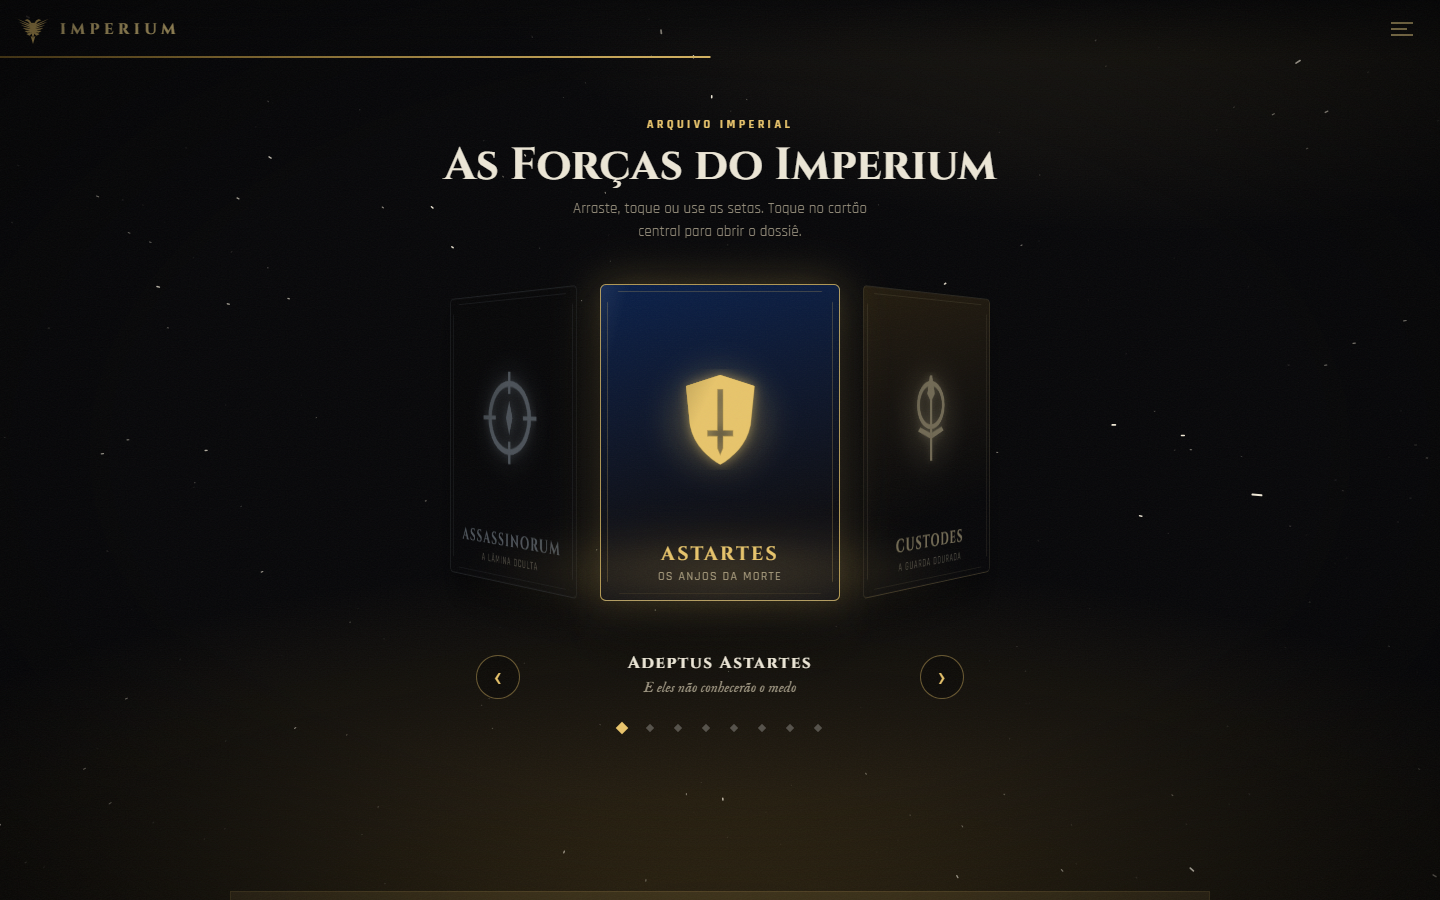 IMPERIUM
ARQUIVO IMPERIAL
As Forças do Imperium
Arraste, toque ou use as setas. Toque no cartão
central para abrir o dossiê.
ASSASSINORUM
A LÂMINA OCULTA
ASTARTES
OS ANJOS DA MORTE
CUSTODES
A GUARDA DOURADA
Adeptus Astartes
E eles não conhecerão o medo